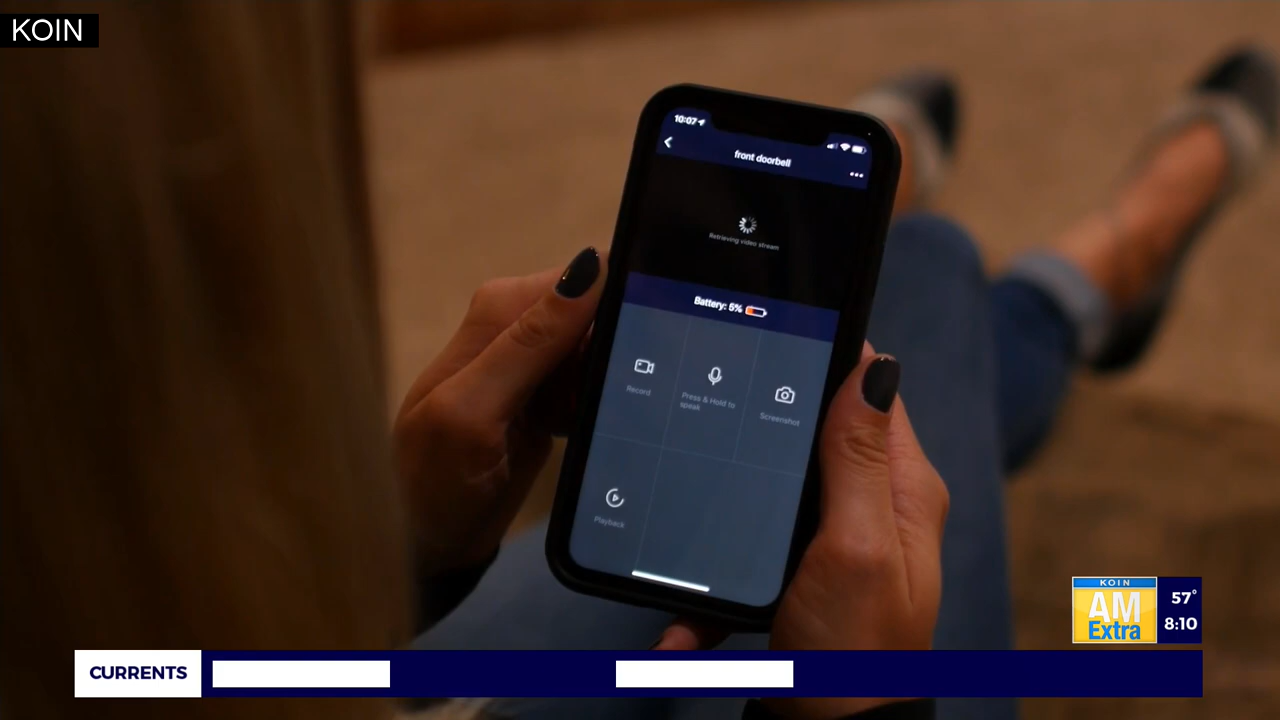 KOIN
10:07
front doorbell
Retrieving video stream
Battery: 5%
Record
Press & Hold to
speak
Screenshot
Playback
KOIN
AM
Extra
57°
8:10
CURRENTS